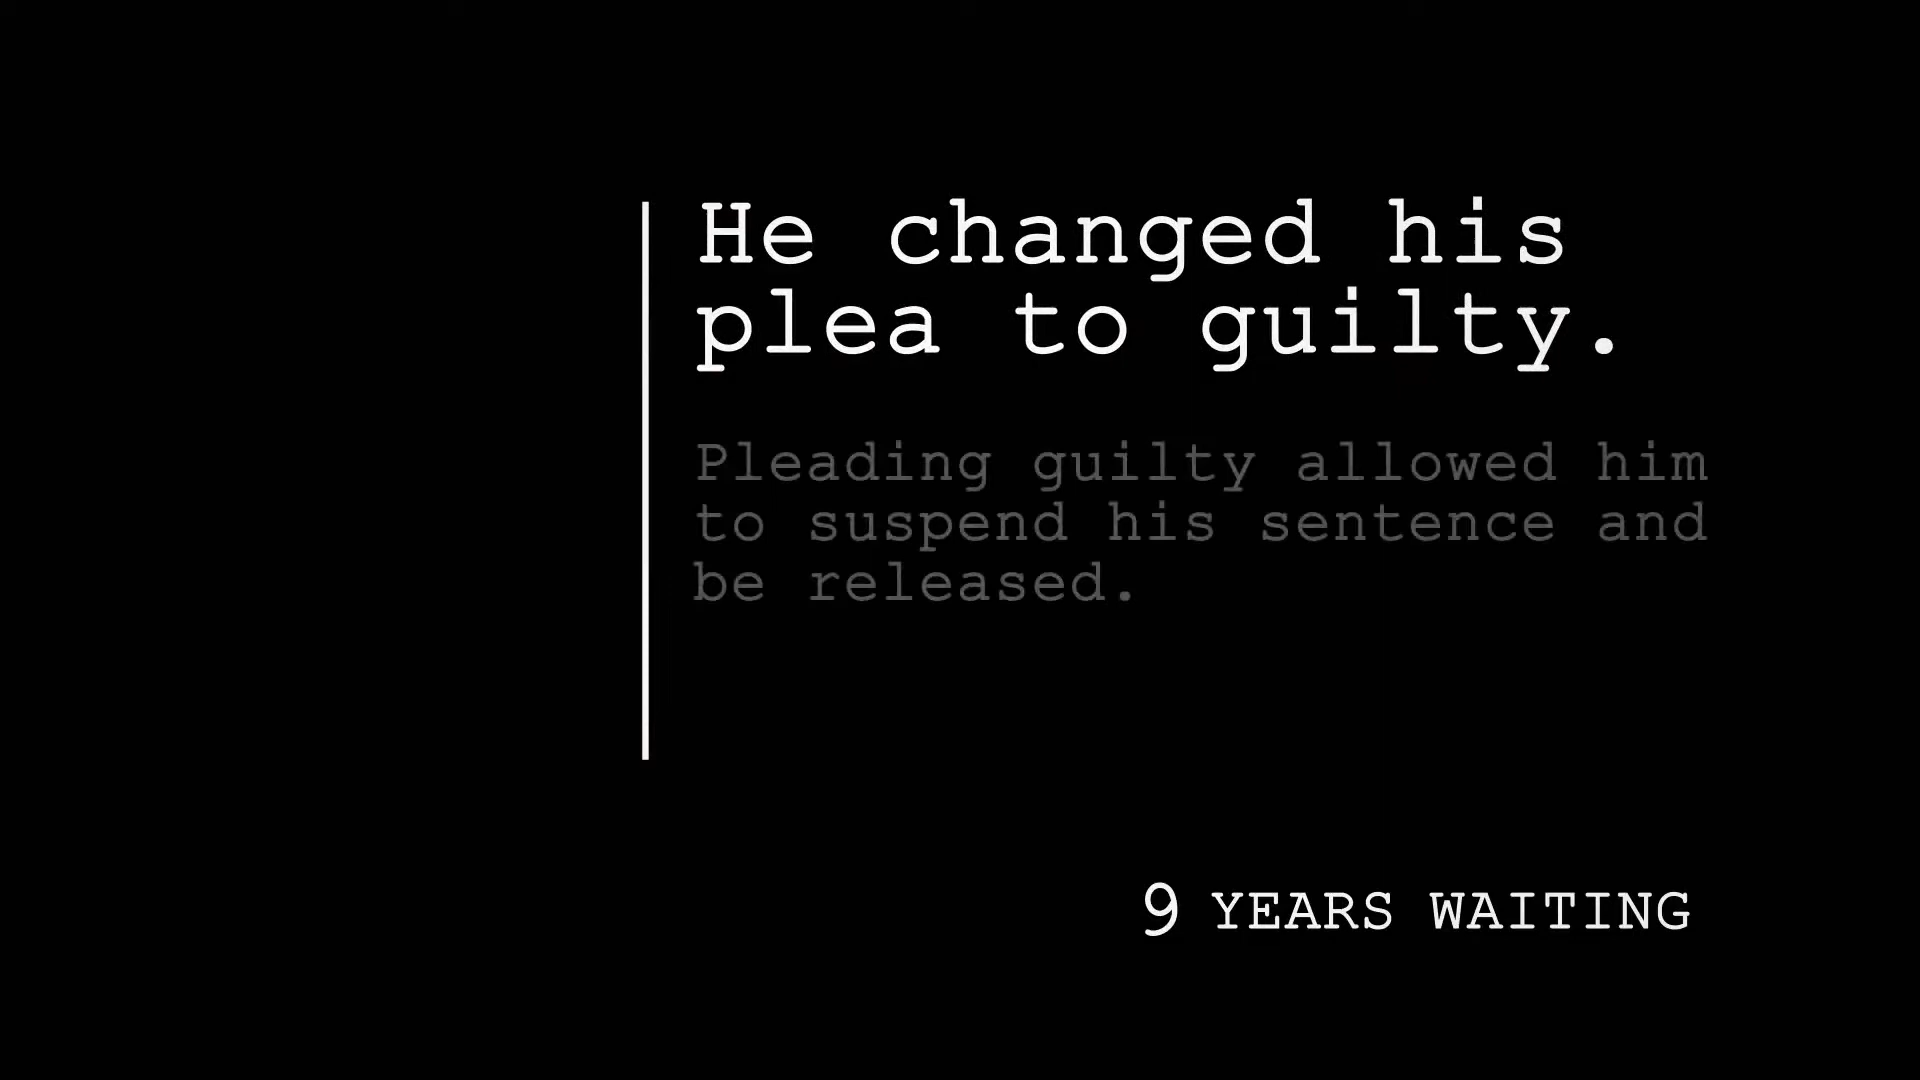 He changed his
plea to guilty.
Pleading guilty allowed him
to suspend his sentence and
be released.
9 YEARS WAITING